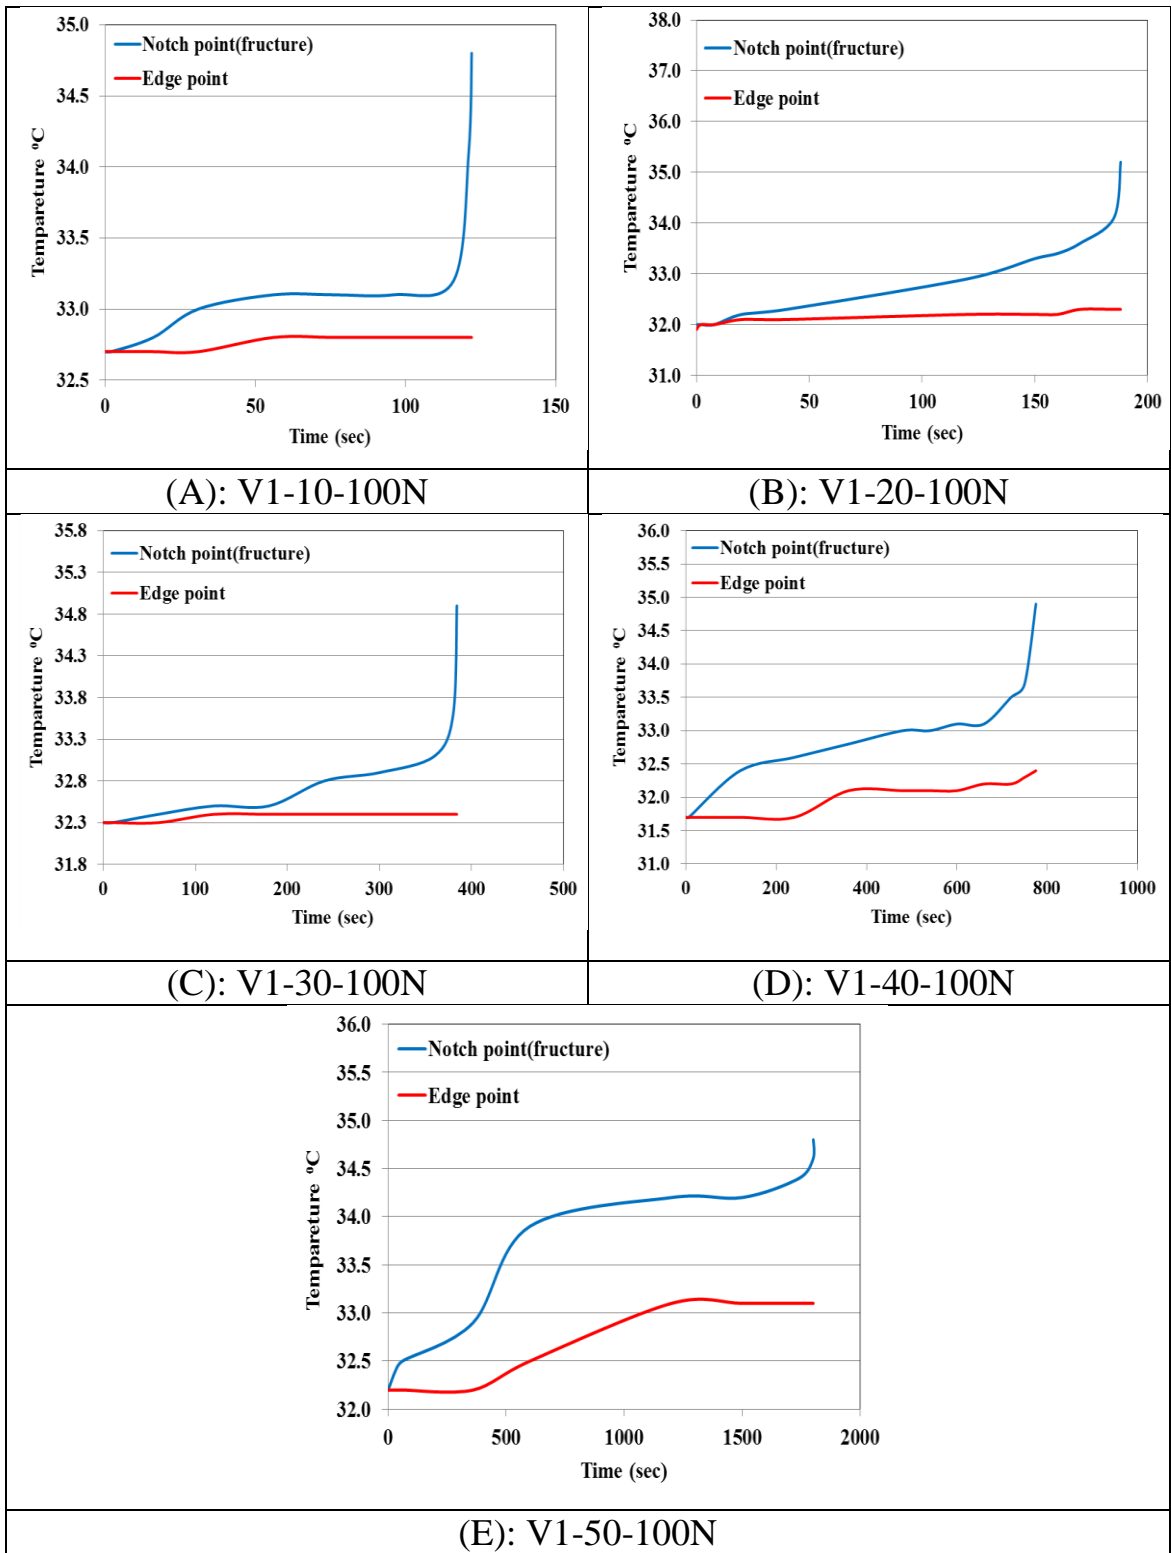 35.0
34.5
34.0
33.5
33.0
32.5
Tempareture ºC
Notch point(fructure)
Edge point
0 50 100 150
Time (sec)
(A): V1-10-100N
38.0
37.0
36.0
35.0
34.0
33.0
32.0
31.0
Tempareture ºC
Notch point(fructure)
Edge point
0 50 100 150 200
Time (sec)
(B): V1-20-100N
35.8
35.3
34.8
34.3
33.8
33.3
32.8
32.3
31.8
Tempareture ºC
Notch point(fructure)
Edge point
0 100 200 300 400 500
Time (sec)
(C): V1-30-100N
36.0
35.5
35.0
34.5
34.0
33.5
33.0
32.5
32.0
31.5
31.0
Tempareture ºC
Notch point(fructure)
Edge point
0 200 400 600 800 1000
Time (sec)
(D): V1-40-100N
36.0
35.5
35.0
34.5
34.0
33.5
33.0
32.5
32.0
Tempareture ºC
Notch point(fructure)
Edge point
0 500 1000 1500 2000
Time (sec)
(E): V1-50-100N